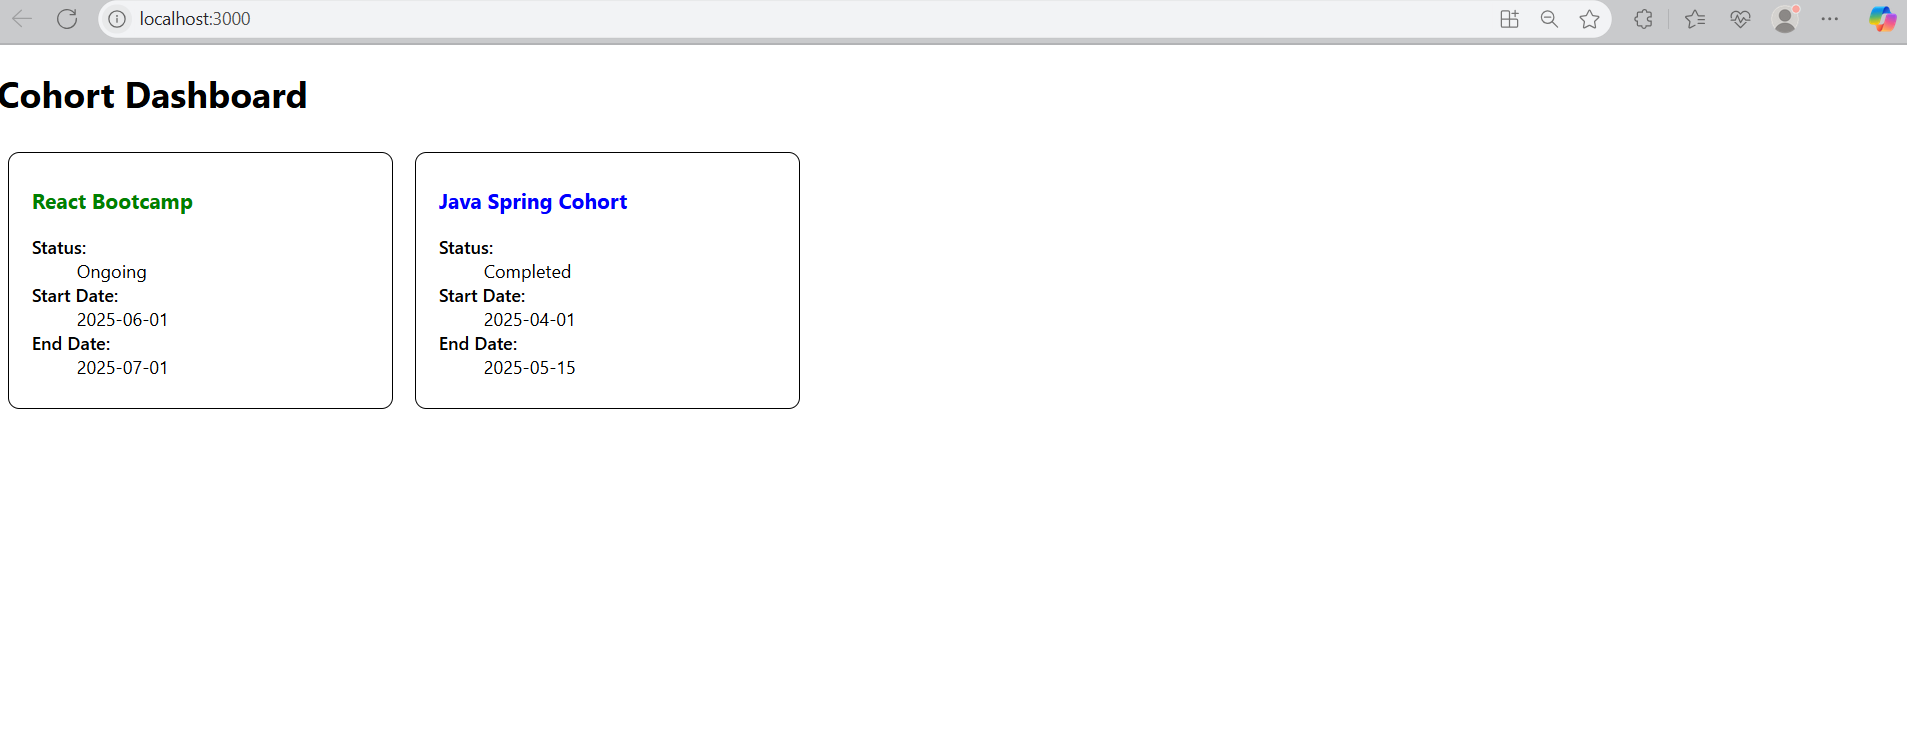 localhost:3000
Cohort Dashboard
React Bootcamp
Status:
Ongoing
Start Date:
2025-06-01
End Date:
2025-07-01
Java Spring Cohort
Status:
Completed
Start Date:
2025-04-01
End Date:
2025-05-15